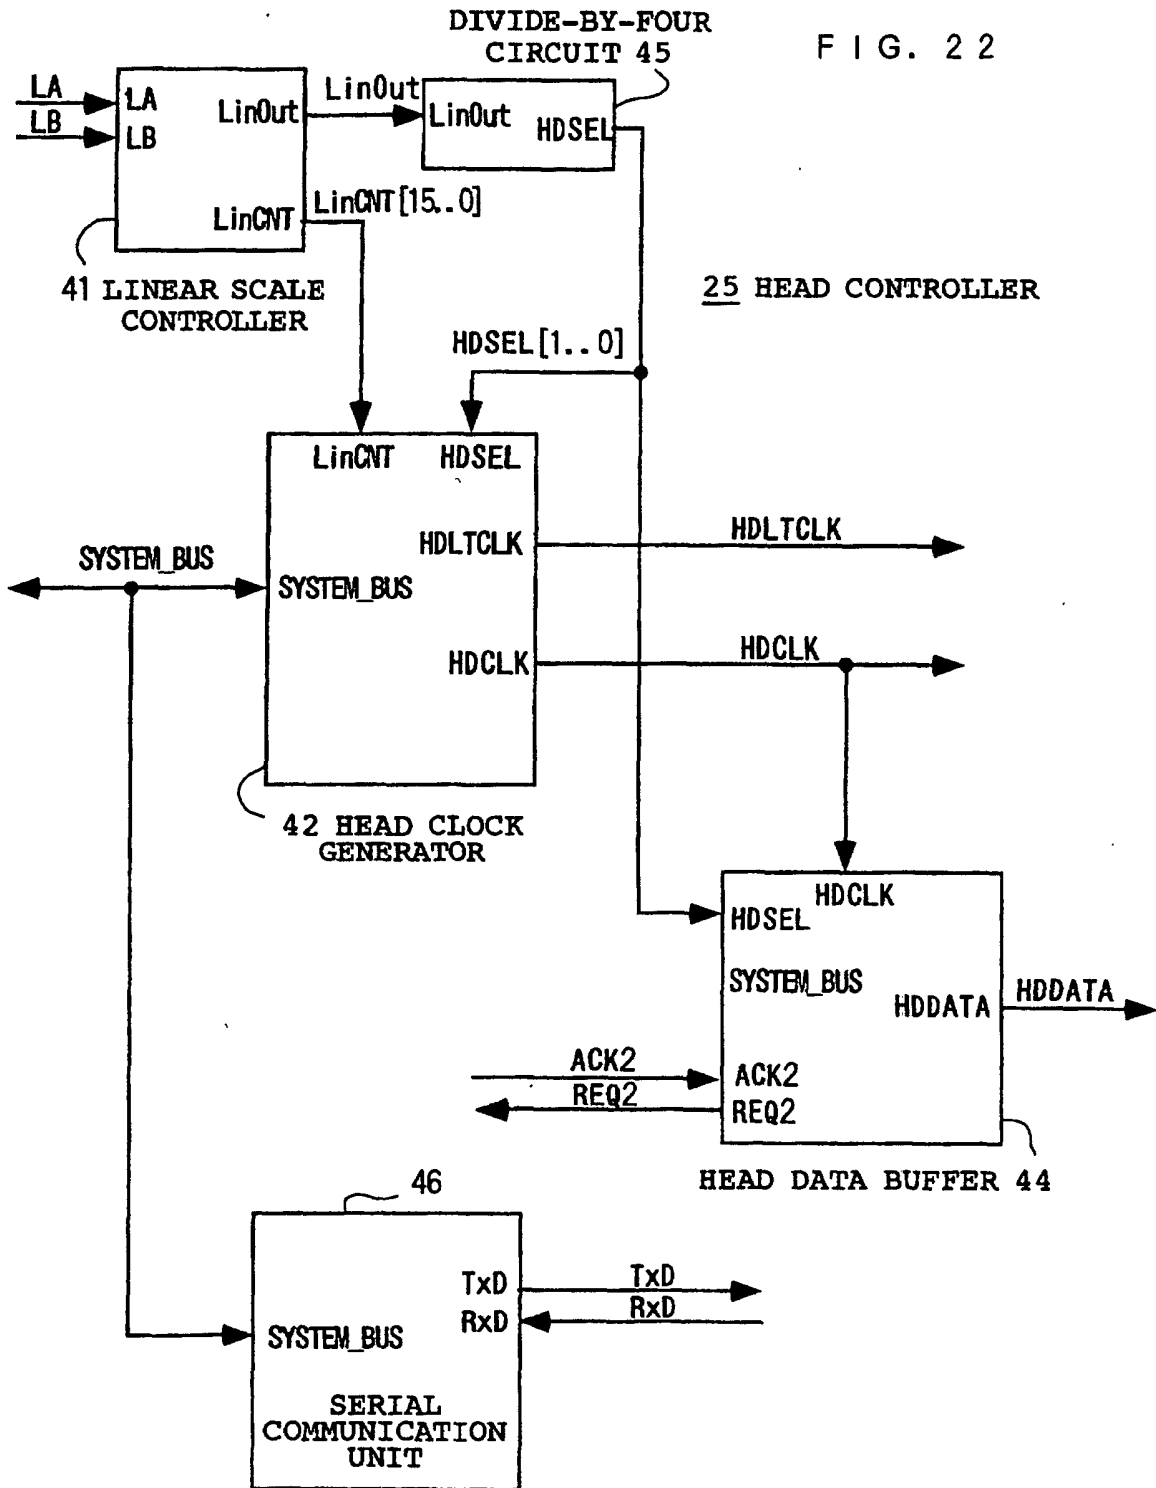 DIVIDE-BY-FOUR
CIRCUIT 45
FIG. 22
LA
LB
LA
LB
LinOut
LinCNT
LinOut
LinOut
HDSEL
LinCNT[15..0]
41 LINEAR SCALE
CONTROLLER
25 HEAD CONTROLLER
HDSEL[1..0]
LinCNT
HDSEL
HDLTCLK
HDLTCLK
SYSTEM_BUS
SYSTEM_BUS
HDCLK
HDCLK
42 HEAD CLOCK
GENERATOR
HDCLK
HDSEL
SYSTEM_BUS
HDDATA
HDDATA
ACK2
ACK2
REQ2
REQ2
HEAD DATA BUFFER 44
46
TxD
TxD
RxD
RxD
SYSTEM_BUS
SERIAL
COMMUNICATION
UNIT